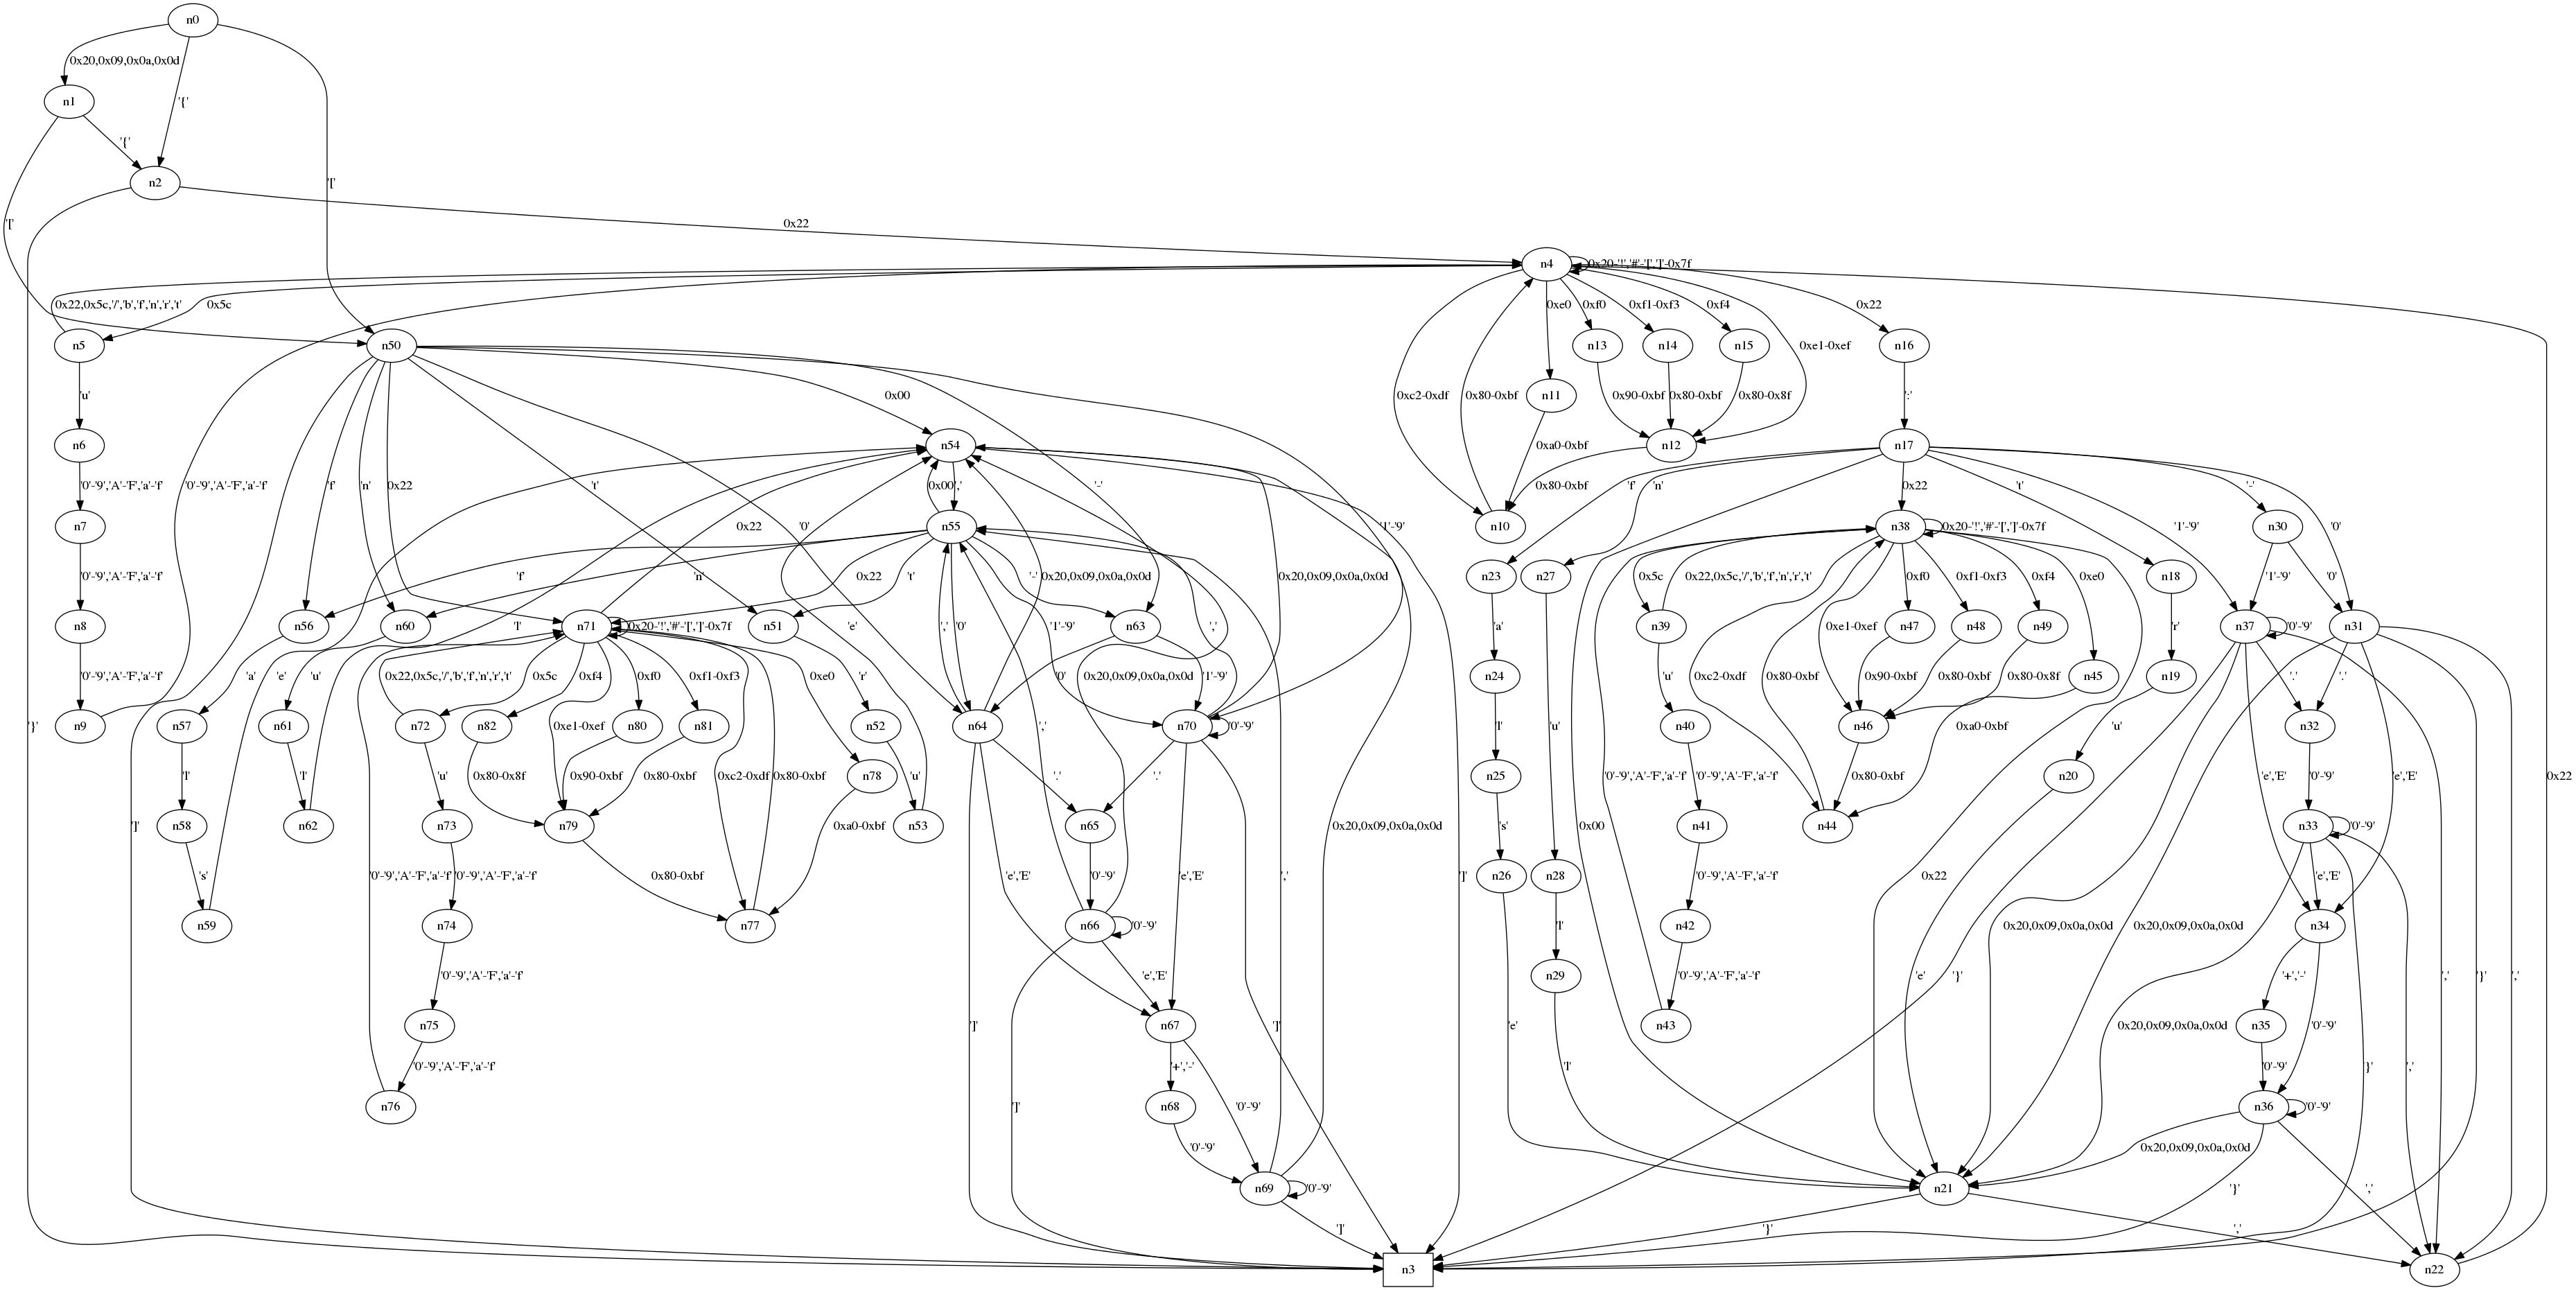 n0
0x20,0x09,0x0a,0x0d
n1
'{'
'{'
n2
'['
'['
0x22
n4
0x20-'!','#'-'[',']'-0x7f
0x22,0x5c,'/','b','f','n','r','t'
0x5c
0xe0
0xf0
0xf1-0xf3
0xf4
0x22
n5
n50
n13
n14
n15
0xe1-0xef
n16
'u'
0x00
0xc2-0xdf
0x80-0xbf
n11
0x90-0xbf
0x80-0xbf
0x80-0x8f
':'
n6
n54
0xa0-0xbf
n12
n17
'0'-'9','A'-'F','a'-'f'
'0'-'9','A'-'F','a'-'f'
'f'
'n'
0x22
't'
0x22
0x00
','
'-'
0x80-0xbf
'f'
'n'
0x22
't'
'1'-'9'
'-'
n7
'0'
n55
'1'-'9'
n10
n38
0x20-'!','#'-'[',']'-0x7f
n30
'0'
'0'-'9','A'-'F','a'-'f'
'f'
'n'
0x22
't'
'-'
0x20,0x09,0x0a,0x0d
0x20,0x09,0x0a,0x0d
n23
n27
0x5c
0x22,0x5c,'/','b','f','n','r','t'
0xf0
0xf1-0xf3
0xf4
0xe0
n18
'1'-'9'
'0'
n8
n56
n60
'l'
n71
0x20-'!','#'-'[',']'-0x7f
n51
'e'
','
'0'
n63
','
'a'
n39
0xe1-0xef
n47
n48
n49
'r'
n37
'0'-'9'
n31
'0'-'9','A'-'F','a'-'f'
'a'
'e'
'u'
0x22,0x5c,'/','b','f','n','r','t'
0x5c
0xf4
0xf0
0xf1-0xf3
0xe0
'r'
'1'-'9'
'0'
0x20,0x09,0x0a,0x0d
'1'-'9'
n24
'u'
0xc2-0xdf
0x80-0xbf
0x90-0xbf
0x80-0xbf
0x80-0x8f
n45
n19
'}'
n9
n57
n61
n72
n82
0xe1-0xef
n80
n81
n52
n64
','
n70
'0'-'9'
'l'
'u'
n40
n46
0xa0-0xbf
'u'
'.'
'.'
n32
'l'
'l'
'u'
0x80-0x8f
0x90-0xbf
0x80-0xbf
0xc2-0xdf
0x80-0xbf
n78
'u'
'.'
'.'
n25
'0'-'9','A'-'F','a'-'f'
'0'-'9','A'-'F','a'-'f'
0x80-0xbf
n20
'e','E'
'0'-'9'
'e','E'
']'
n58
n62
n73
n79
0xa0-0xbf
n53
n65
0x20,0x09,0x0a,0x0d
's'
0x00
n41
n44
n33
'0'-'9'
's'
'0'-'9','A'-'F','a'-'f'
'0'-'9','A'-'F','a'-'f'
0x80-0xbf
'e','E'
'0'-'9'
'e','E'
','
']'
n26
n28
'0'-'9','A'-'F','a'-'f'
0x22
'e','E'
n59
n74
n77
n66
'0'-'9'
'l'
n42
0x20,0x09,0x0a,0x0d
0x20,0x09,0x0a,0x0d
n34
'0'-'9','A'-'F','a'-'f'
'e','E'
n29
'0'-'9','A'-'F','a'-'f'
'e'
'}'
'+','-'
','
'}'
','
n75
']'
n67
']'
'e'
n43
0x20,0x09,0x0a,0x0d
n35
'0'-'9'
'0'-'9','A'-'F','a'-'f'
'+','-'
'l'
'0'-'9'
'}'
','
n76
']'
n68
'0'-'9'
n36
'0'-'9'
'0'-'9'
0x20,0x09,0x0a,0x0d
n69
'0'-'9'
n21
'}'
','
']'
'}'
','
n3
n22
0x22